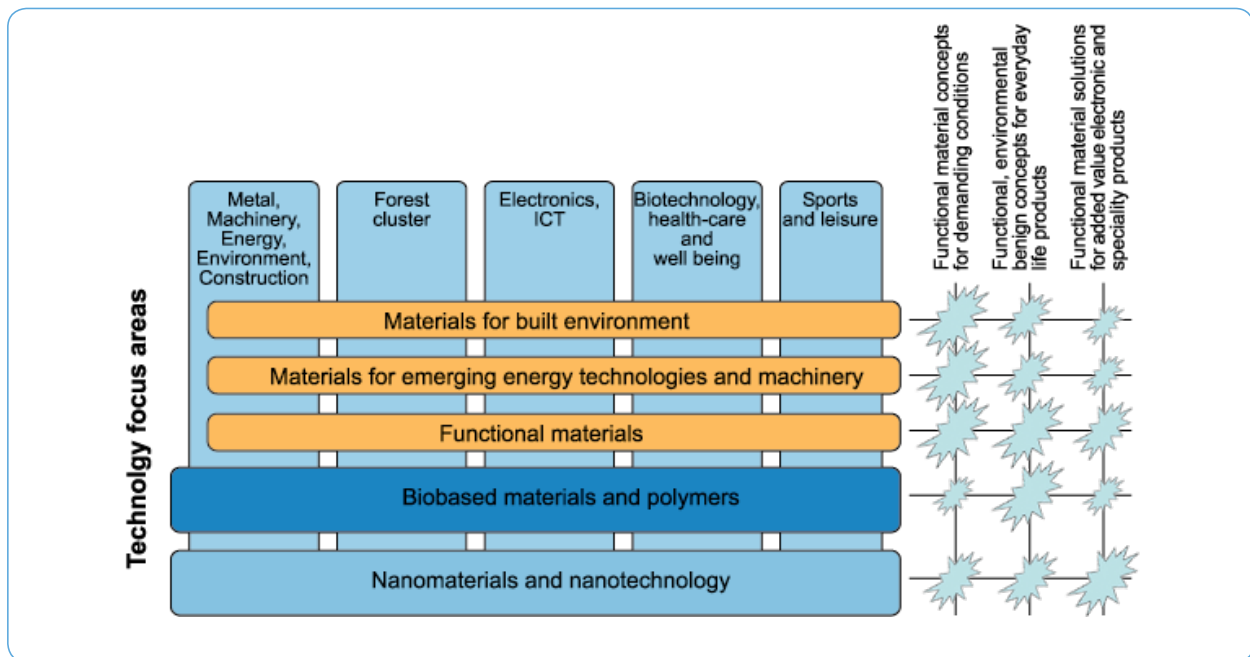 Functional material concepts
for demanding conditions
Functional, environmental
benign concepts for everyday
life products
Functional material solutions
for added value electronic and
speciality products
Metal,
Machinery,
Energy,
Environment,
Construction
Forest
cluster
Electronics,
ICT
Biotechnology,
health-care
and
well being
Sports
and leisure
Technolgy focus areas
Materials for built environment
Materials for emerging energy technologies and machinery
Functional materials
Biobased materials and polymers
Nanomaterials and nanotechnology